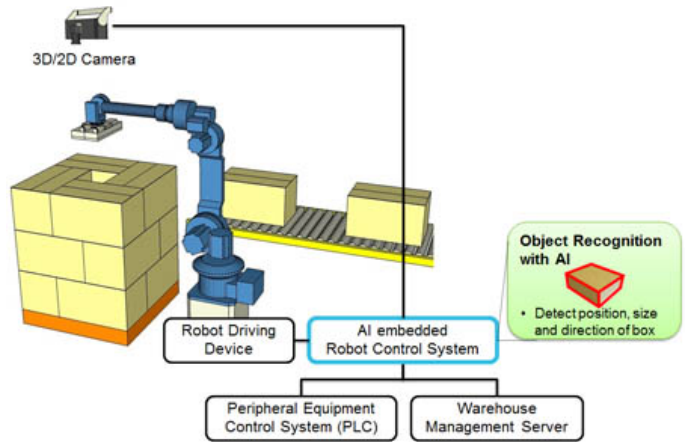 3D/2D Camera
Object Recognition
with AI
• Detect position, size
and direction of box
Robot Driving
Device
AI embedded
Robot Control System
Peripheral Equipment
Control System (PLC)
Warehouse
Management Server